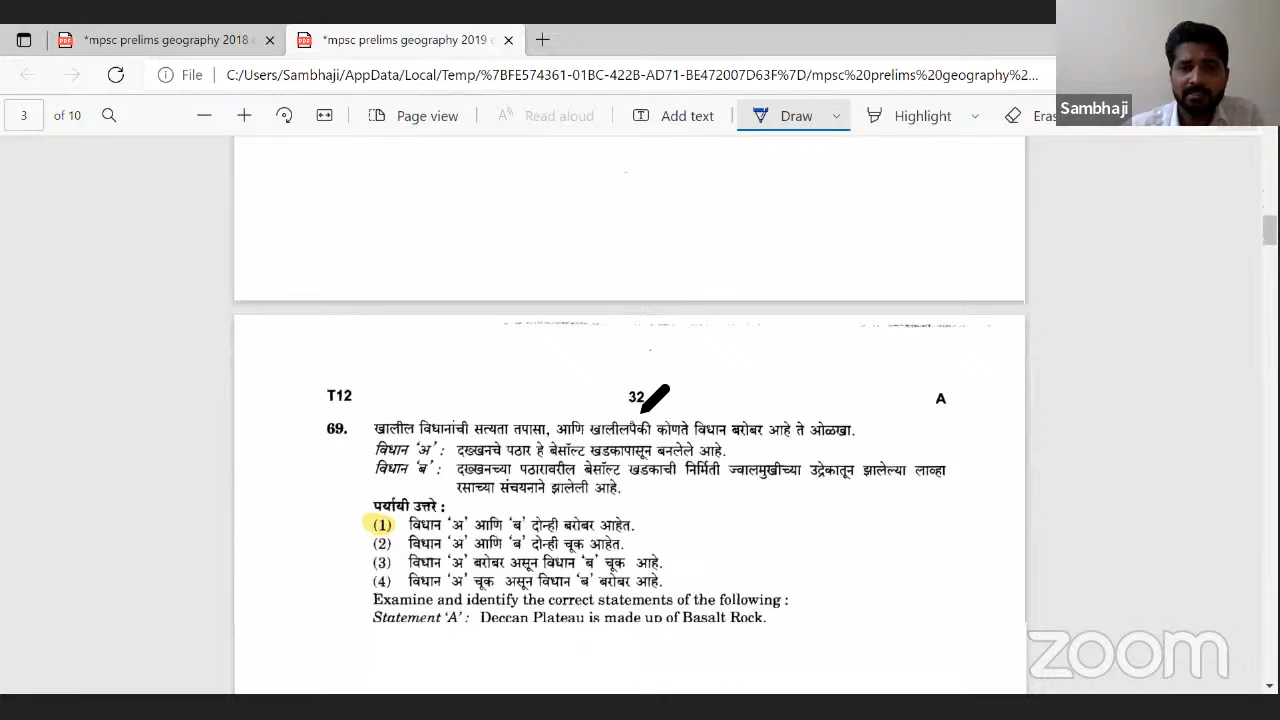 *mpsc prelims geography 2018
*mpsc prelims geography 2019
File C:/Users/Sambhaji/AppData/Local/Temp/%7BFE574361-01BC-422B-AD71-BE472007D63F%7D/mpsc%20prelims%20geography%2...
3 of 10 Page view Read aloud Add text Draw Highlight
Sambhaji
T12 32 A
69. खालील विधानांची सत्यता तपासा, आणि खालीलपैकी कोणते विधान बरोबर आहे ते ओळखा.
विधान ‘अ’ : दख्खनचे पठार हे बेसॉल्ट खडकापासून बनलेले आहे.
विधान ‘ब’ : दख्खनच्या पठारावरील बेसॉल्ट खडकाची निर्मिती ज्वालमुखीच्या उद्रेकातून झालेल्या लाव्हा
रसाच्या संचयनाने झालेली आहे.
पर्यायी उत्तरे :
(1) विधान ‘अ’ आणि ‘ब’ दोन्ही बरोबर आहेत.
(2) विधान ‘अ’ आणि ‘ब’ दोन्ही चूक आहेत.
(3) विधान ‘अ’ बरोबर असून विधान ‘ब’ चूक आहे.
(4) विधान ‘अ’ चूक असून विधान ‘ब’ बरोबर आहे.
Examine and identify the correct statements of the following :
Statement ‘A’ : Deccan Plateau is made up of Basalt Rock.
zoom